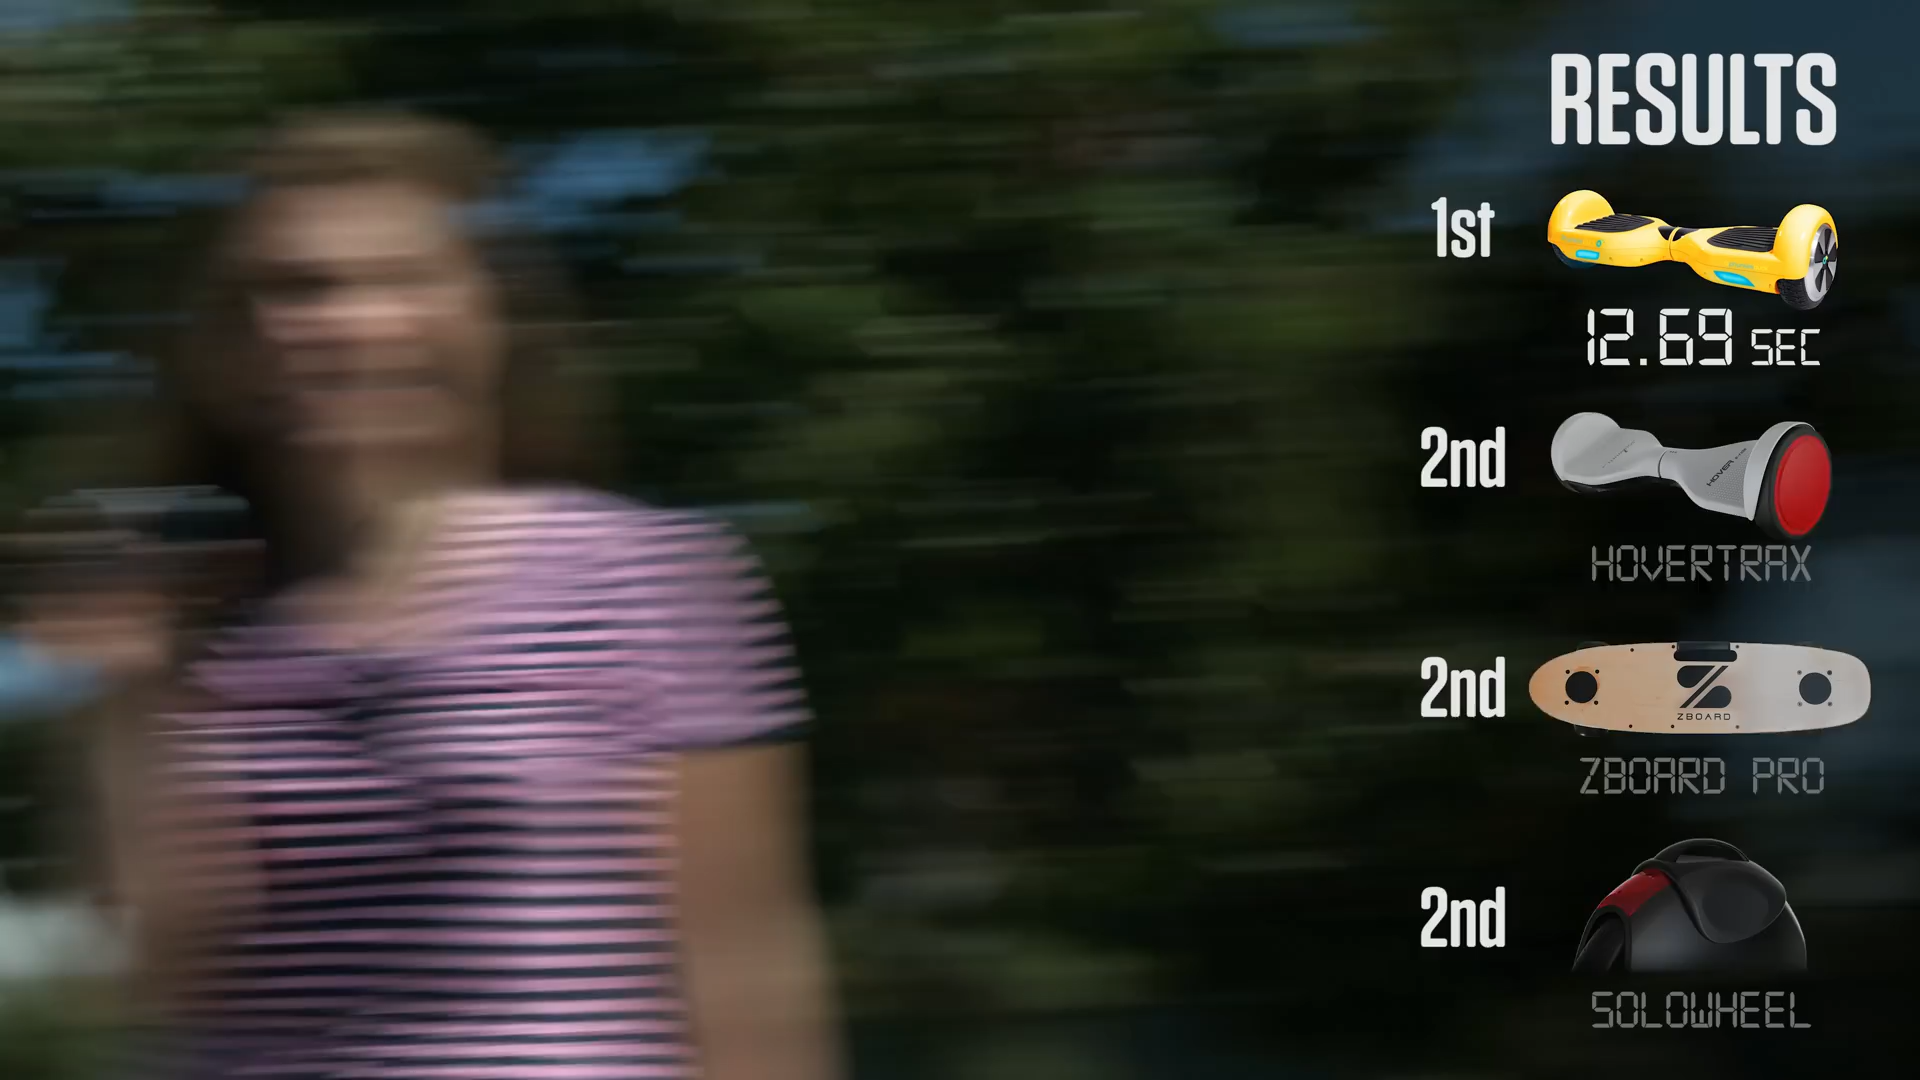 RESULTS
1st
12.69 SEC
2nd
HOVERTRAX
2nd
ZBOARD
ZBOARD PRO
2nd
SOLOWHEEL